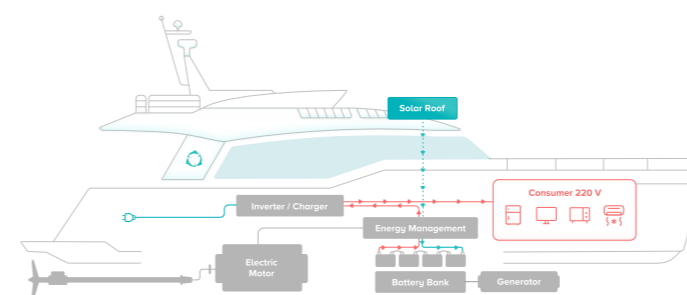 Solar Roof
Consumer 220 V
Inverter / Charger
Energy Management
Electric
Motor
Battery Bank
Generator